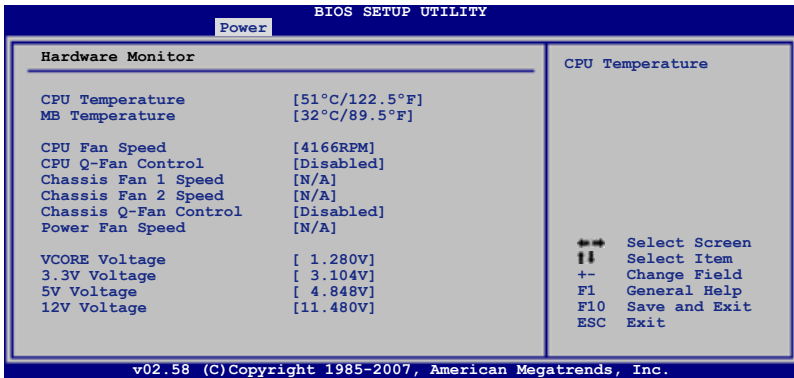 BIOS SETUP UTILITY
Power
Hardware Monitor
CPU Temperature [51°C/122.5°F]
MB Temperature [32°C/89.5°F]
CPU Fan Speed [4166RPM]
CPU Q-Fan Control [Disabled]
Chassis Fan 1 Speed [N/A]
Chassis Fan 2 Speed [N/A]
Chassis Q-Fan Control [Disabled]
Power Fan Speed [N/A]
VCORE Voltage [ 1.280V]
3.3V Voltage [ 3.104V]
5V Voltage [ 4.848V]
12V Voltage [11.480V]
CPU Temperature
←→ Select Screen
↑↓ Select Item
+- Change Field
F1 General Help
F10 Save and Exit
ESC Exit
v02.58 (C)Copyright 1985-2007, American Megatrends, Inc.